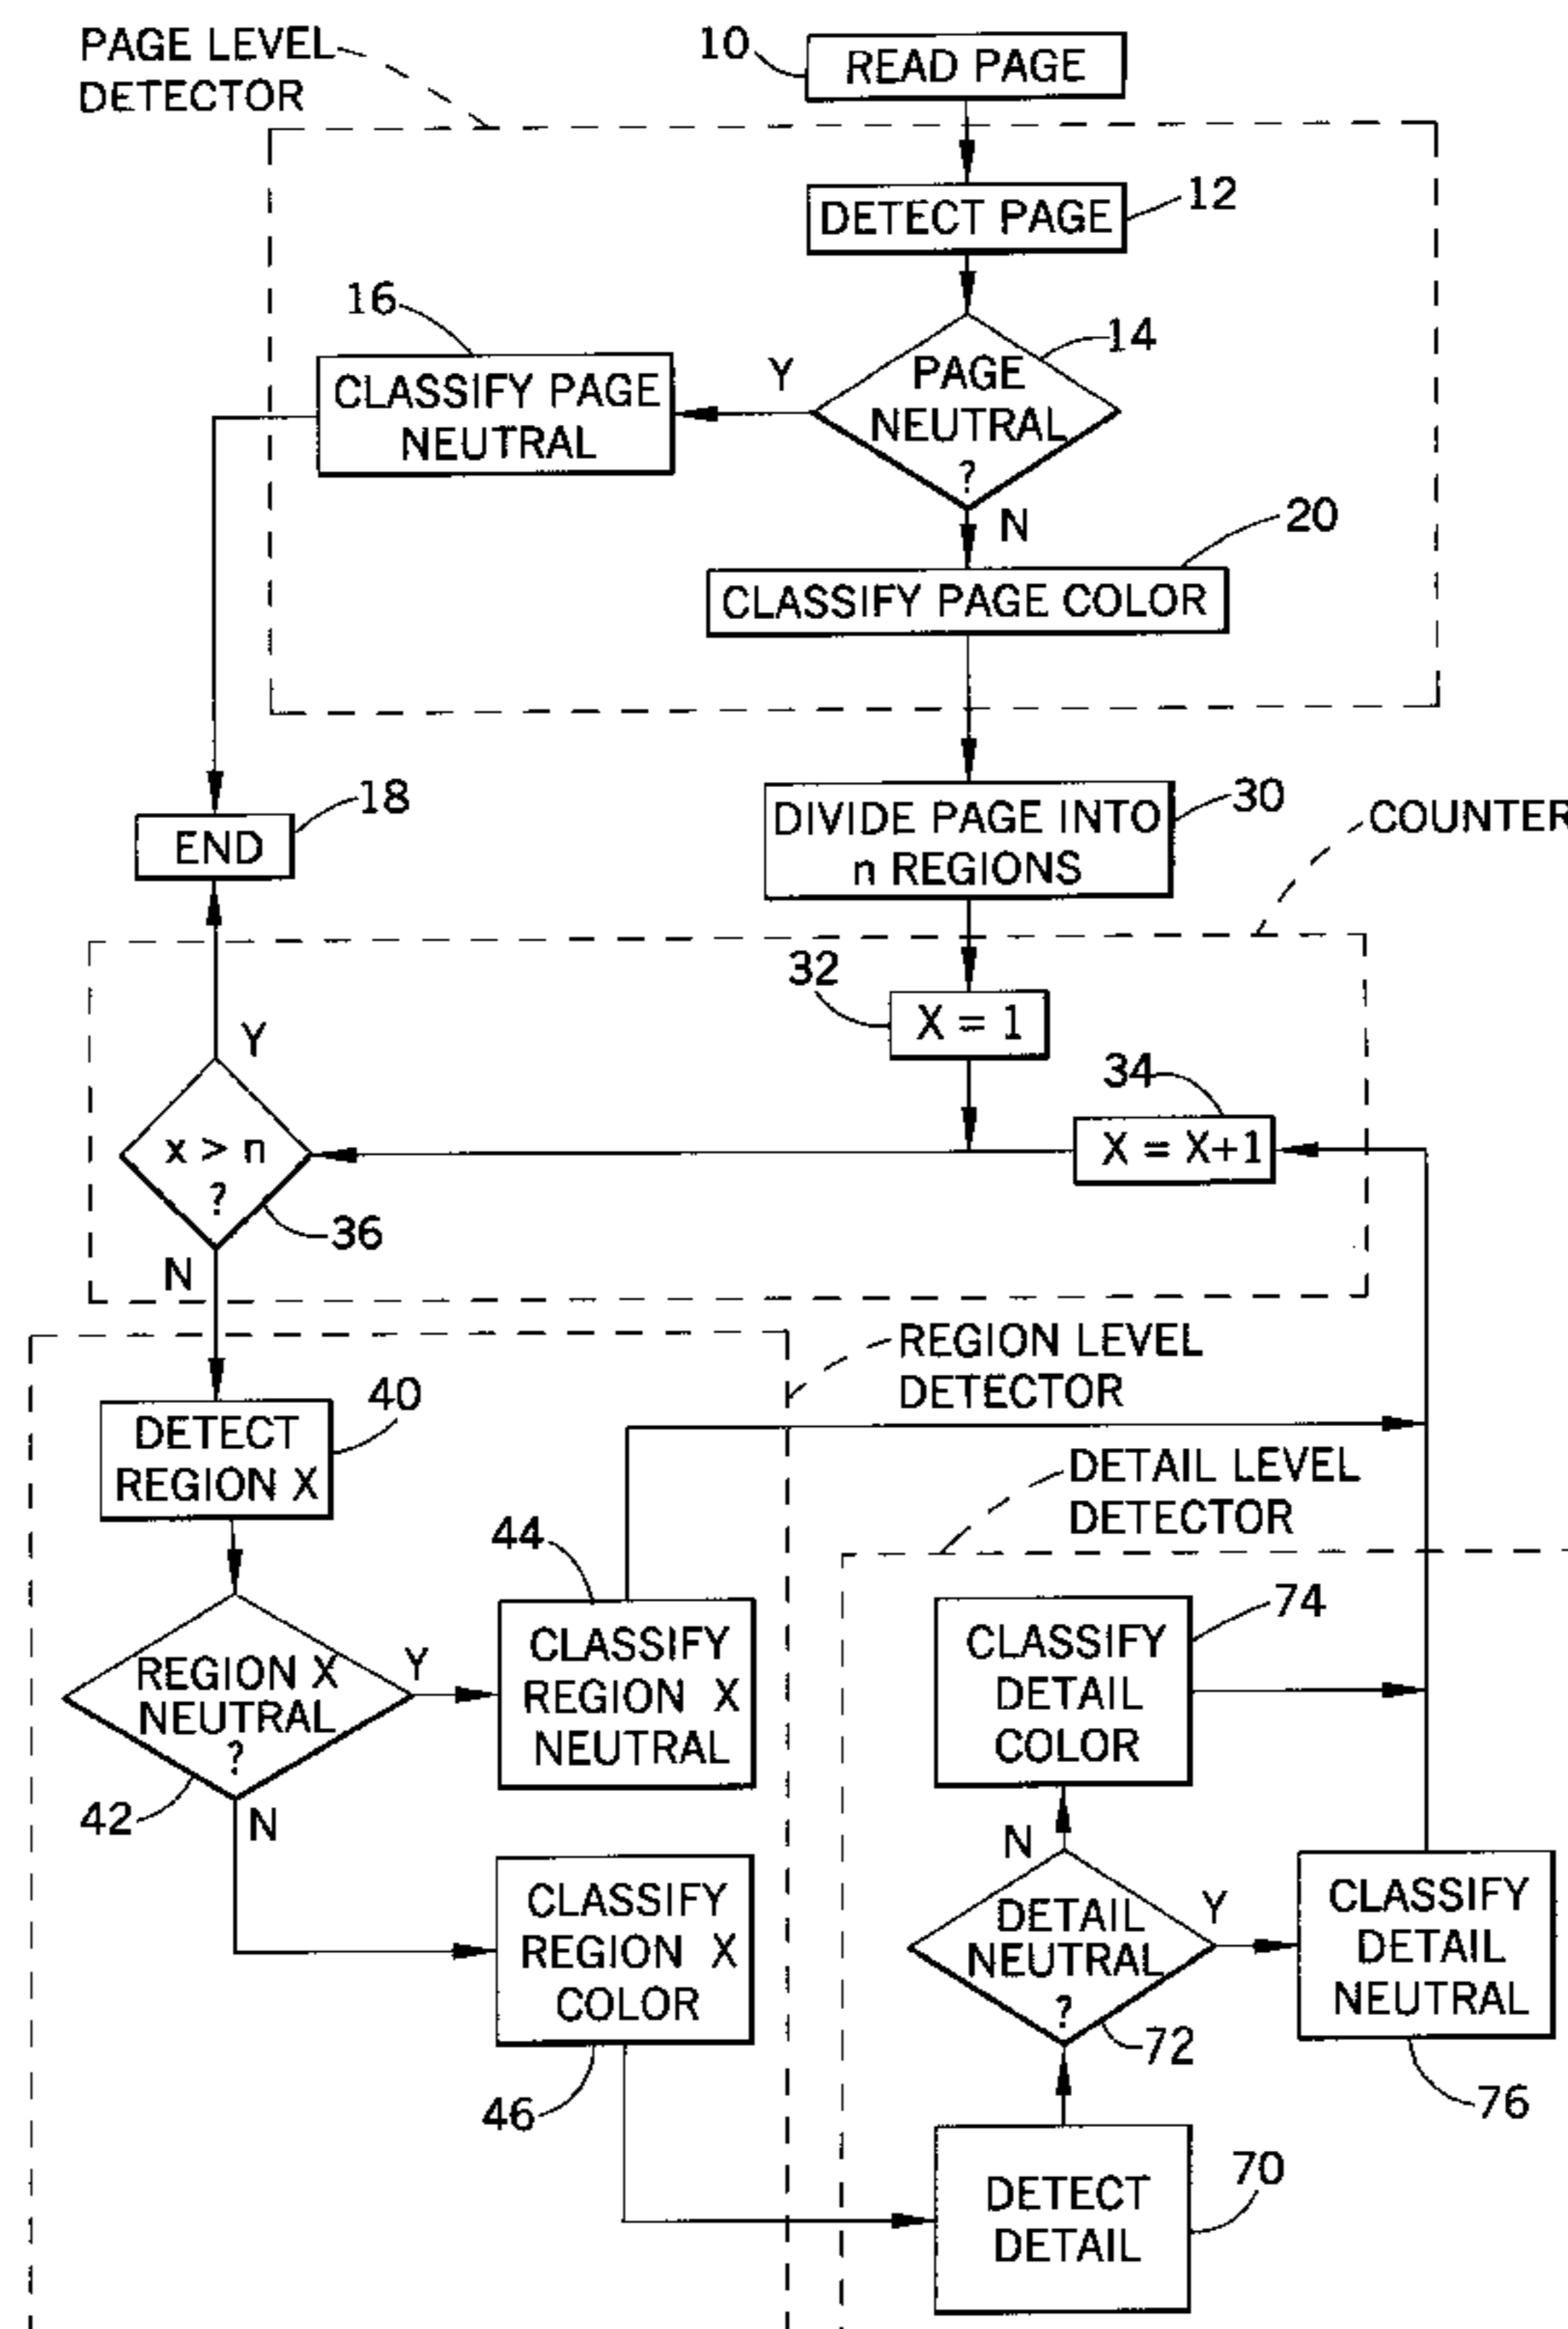 PAGE LEVEL
DETECTOR
10
READ PAGE
DETECT PAGE
12
16
CLASSIFY PAGE
NEUTRAL
Y
PAGE
NEUTRAL
?
14
N
20
CLASSIFY PAGE COLOR
18
END
DIVIDE PAGE INTO
n REGIONS
30
COUNTER
32
X = 1
34
X = X+1
Y
x > n
?
36
N
REGION LEVEL
DETECTOR
40
DETECT
REGION X
DETAIL LEVEL
DETECTOR
44
REGION X
NEUTRAL
?
42
Y
CLASSIFY
REGION X
NEUTRAL
N
74
CLASSIFY
DETAIL
COLOR
CLASSIFY
REGION X
COLOR
46
N
DETAIL
NEUTRAL
?
72
Y
CLASSIFY
DETAIL
NEUTRAL
76
DETECT
DETAIL
70